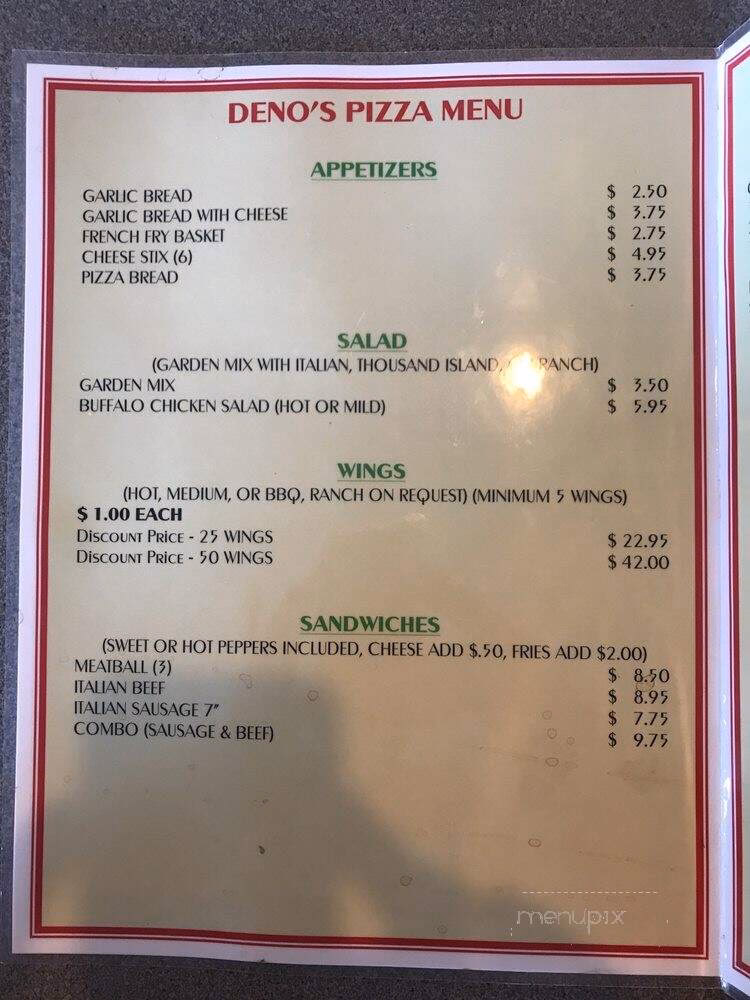 DENO'S PIZZA MENU
APPETIZERS
GARLIC BREAD $ 2.50
GARLIC BREAD WITH CHEESE $ 3.75
FRENCH FRY BASKET $ 2.75
CHEESE STIX (6) $ 4.95
PIZZA BREAD $ 3.75
SALAD
(GARDEN MIX WITH ITALIAN, THOUSAND ISLAND, RANCH)
GARDEN MIX $ 3.50
BUFFALO CHICKEN SALAD (HOT OR MILD) $ 5.95
WINGS
(HOT, MEDIUM, OR BBQ, RANCH ON REQUEST) (MINIMUM 5 WINGS)
$ 1.00 EACH
DISCOUNT PRICE - 25 WINGS $ 22.95
DISCOUNT PRICE - 50 WINGS $ 42.00
SANDWICHES
(SWEET OR HOT PEPPERS INCLUDED, CHEESE ADD $.50, FRIES ADD $2.00)
MEATBALL (3) $ 8.50
ITALIAN BEEF $ 8.95
ITALIAN SAUSAGE 7" $ 7.75
COMBO (SAUSAGE & BEEF) $ 9.75
menupix